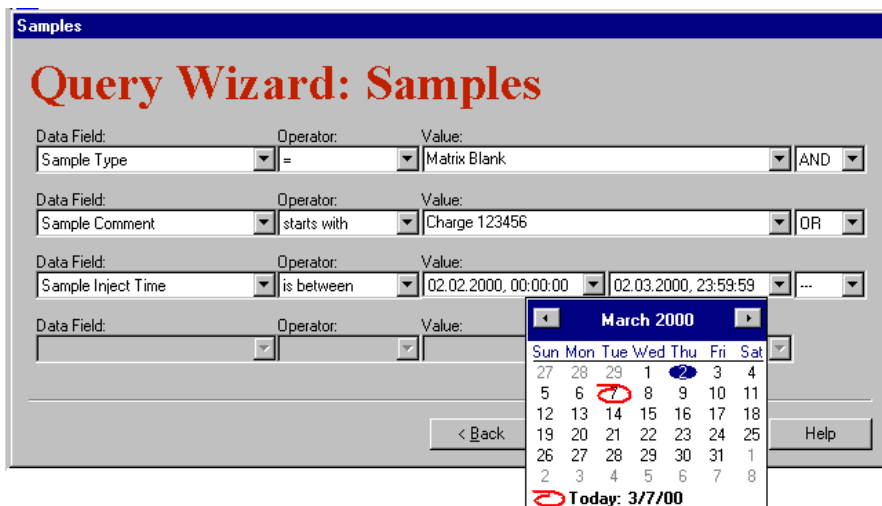 Samples
Query Wizard: Samples
Data Field: Operator: Value:
Sample Type = Matrix Blank AND
Data Field: Operator: Value:
Sample Comment starts with Charge 123456 OR
Data Field: Operator: Value:
Sample Inject Time is between 02.02.2000, 00:00:00 02.03.2000, 23:59:59 ---
Data Field: Operator: Value:
March 2000
Sun Mon Tue Wed Thu Fri Sat
27 28 29 1 2 3 4
5 6 7 8 9 10 11
12 13 14 15 16 17 18
19 20 21 22 23 24 25
26 27 28 29 30 31 1
2 3 4 5 6 7 8
Today: 3/7/00
< Back
Help